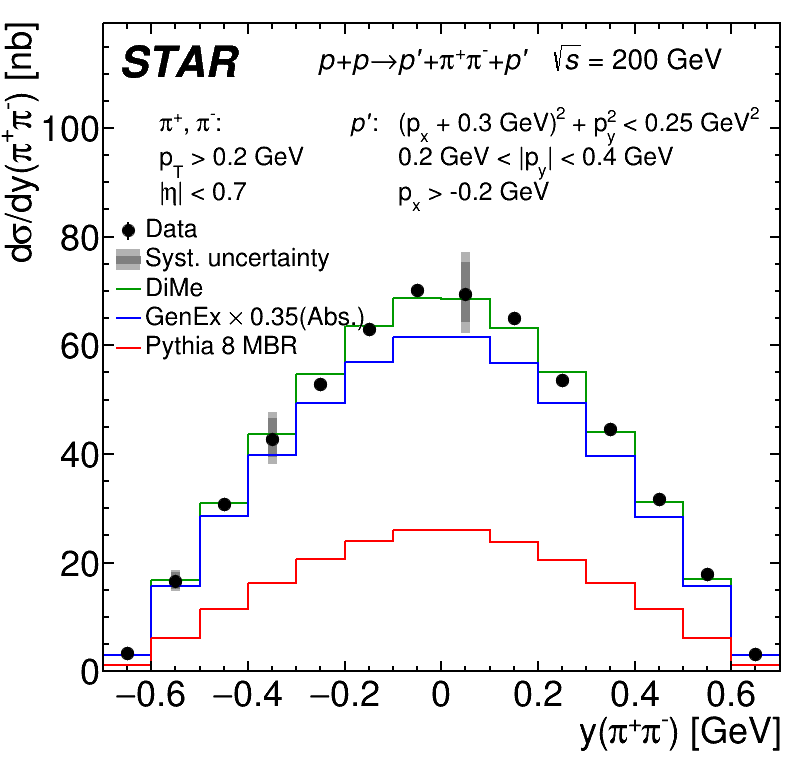 STAR p+p→p′+π⁺π⁻+p′ √s = 200 GeV
π⁺, π⁻: p′: (pₓ + 0.3 GeV)² + p_y² < 0.25 GeV²
p_T > 0.2 GeV 0.2 GeV < |p_y| < 0.4 GeV
|η| < 0.7 pₓ > -0.2 GeV
Data
Syst. uncertainty
DiMe
GenEx × 0.35(Abs.)
Pythia 8 MBR
dσ/dy(π⁺π⁻) [nb]
100
80
60
40
20
0
−0.6 −0.4 −0.2 0 0.2 0.4 0.6
y(π⁺π⁻) [GeV]